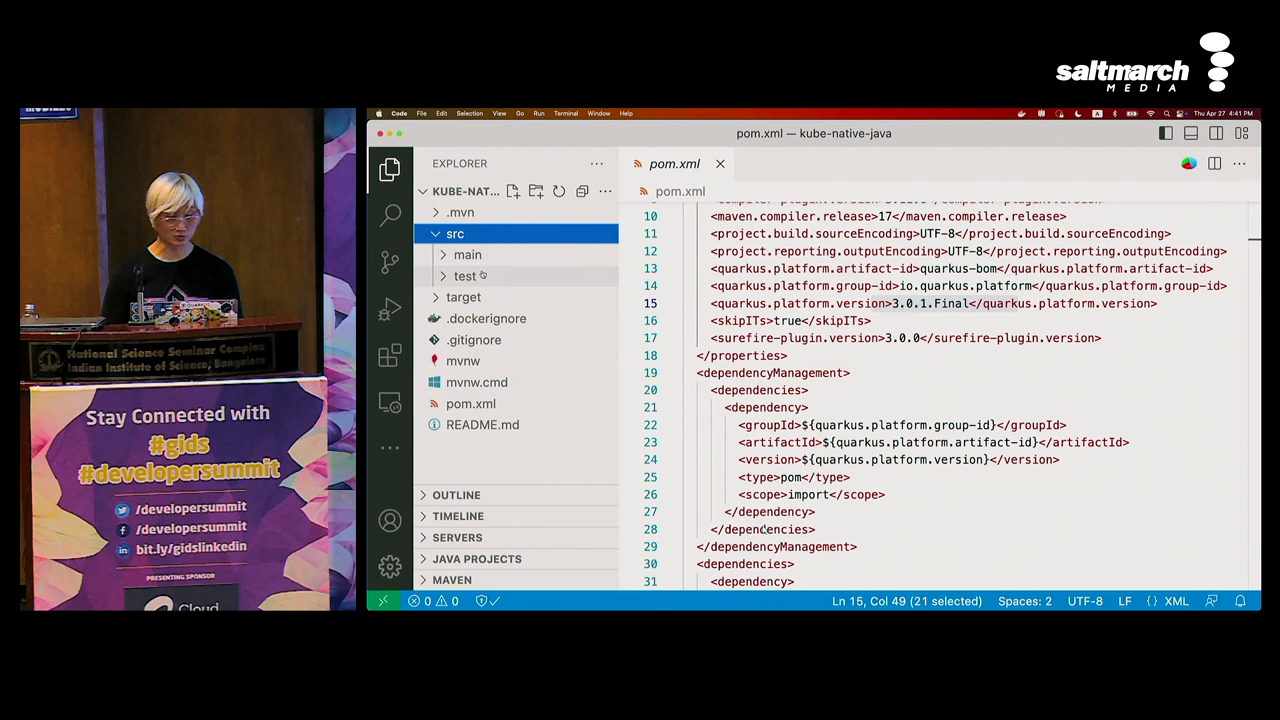 saltmarch
MEDIA
Code File Edit Selection View Go Run Terminal Window Help
Thu Apr 27 4:41 PM
pom.xml — kube-native-java
EXPLORER
KUBE-NAT...
.mvn
src
main
test
target
.dockerignore
.gitignore
mvnw
mvnw.cmd
pom.xml
README.md
OUTLINE
TIMELINE
SERVERS
JAVA PROJECTS
MAVEN
pom.xml
pom.xml
10 <maven.compiler.release>17</maven.compiler.release>
11 <project.build.sourceEncoding>UTF-8</project.build.sourceEncoding>
12 <project.reporting.outputEncoding>UTF-8</project.reporting.outputEncoding>
13 <quarkus.platform.artifact-id>quarkus-bom</quarkus.platform.artifact-id>
14 <quarkus.platform.group-id>io.quarkus.platform</quarkus.platform.group-id>
15 <quarkus.platform.version>3.0.1.Final</quarkus.platform.version>
16 <skipITs>true</skipITs>
17 <surefire-plugin.version>3.0.0</surefire-plugin.version>
18 </properties>
19 <dependencyManagement>
20 <dependencies>
21 <dependency>
22 <groupId>${quarkus.platform.group-id}</groupId>
23 <artifactId>${quarkus.platform.artifact-id}</artifactId>
24 <version>${quarkus.platform.version}</version>
25 <type>pom</type>
26 <scope>import</scope>
27 </dependency>
28 </dependencies>
29 </dependencyManagement>
30 <dependencies>
31 <dependency>
0 0
Ln 15, Col 49 (21 selected) Spaces: 2 UTF-8 LF {} XML
National Science Seminar Complex
Indian Institute of Science, Bangalore
Stay Connected with
#gids
#developersummit
/developersummit
/developersummit
bit.ly/gidslinkedin
PRESENTING SPONSOR
Cloud